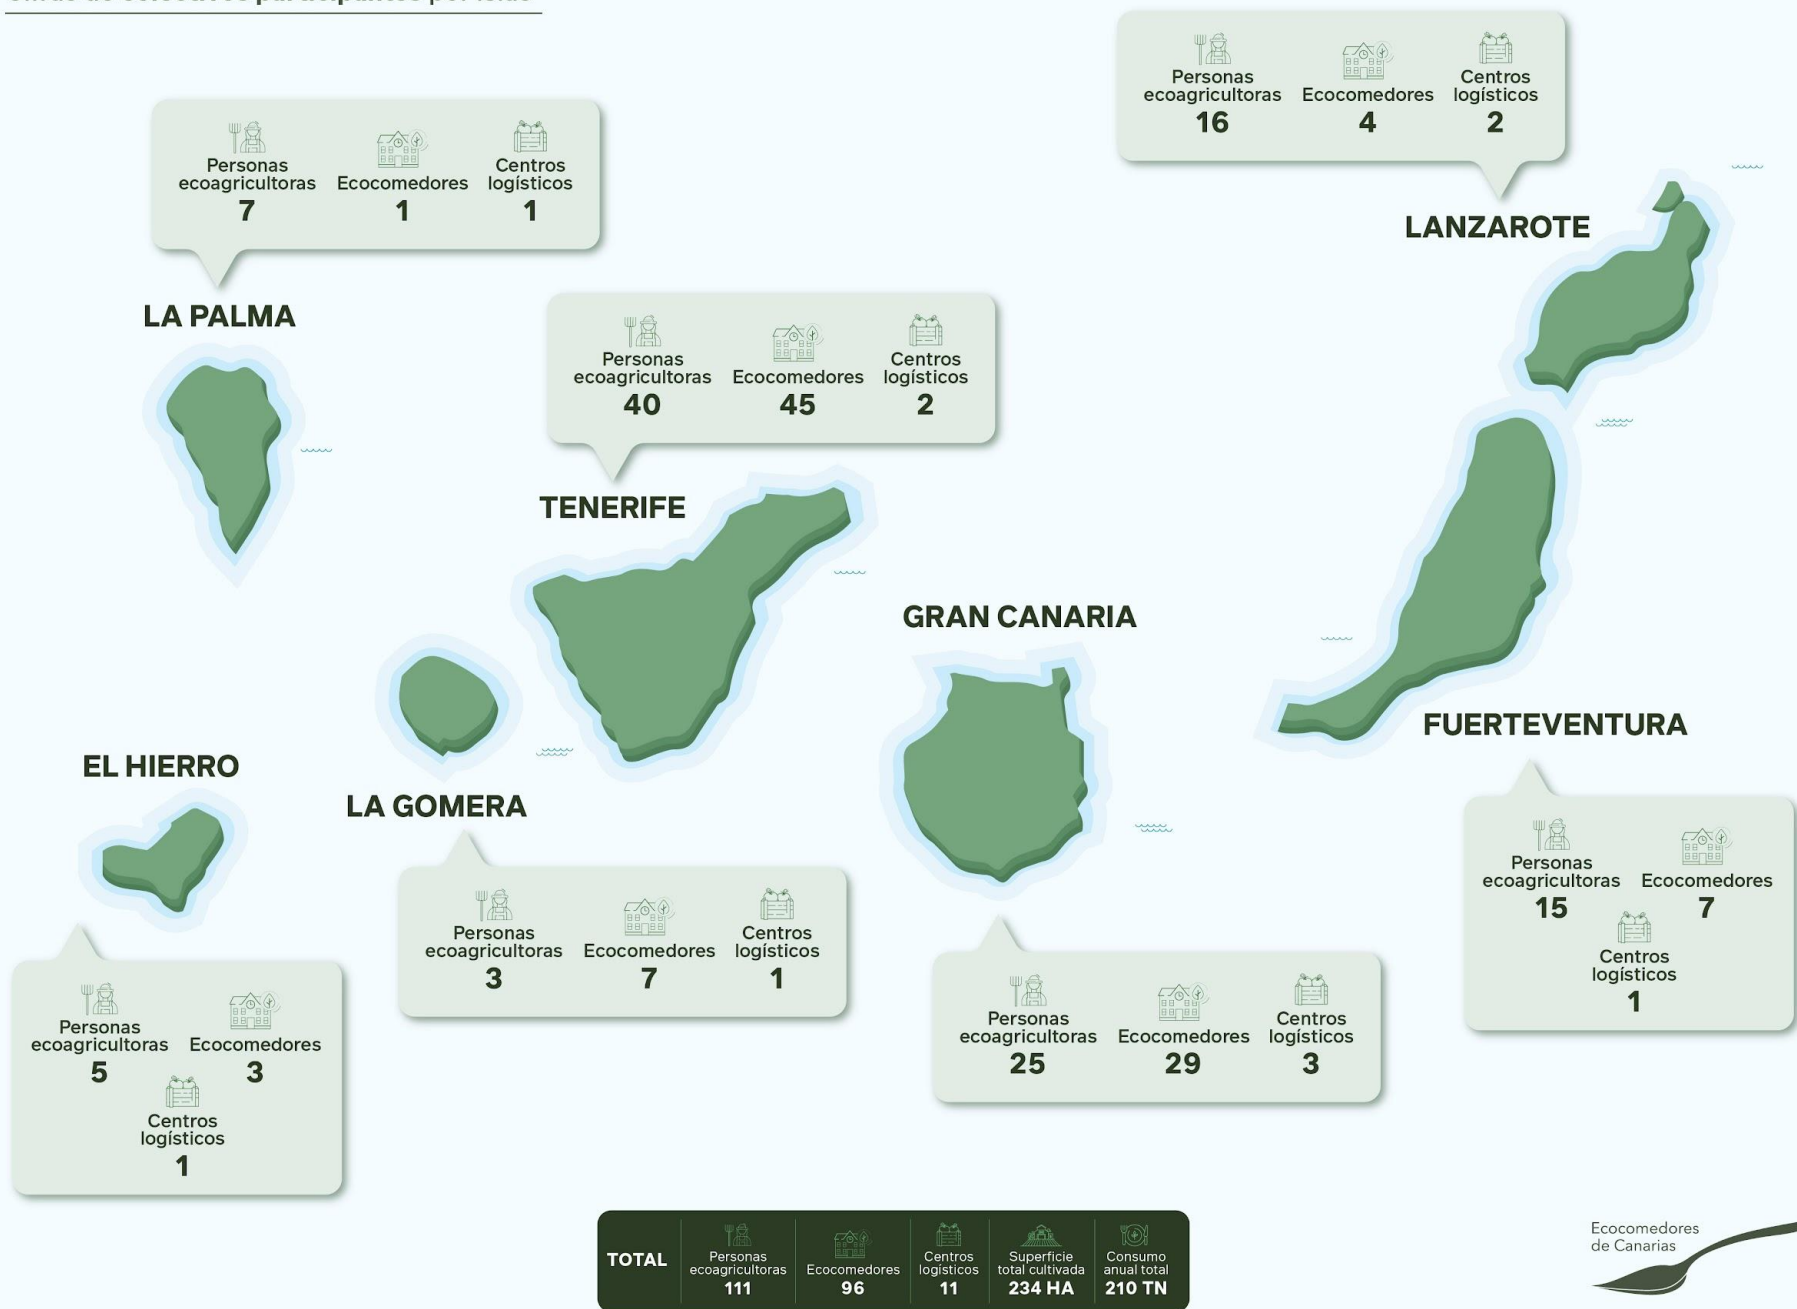 Personas
ecoagricultoras
16
Ecocomedores
4
Centros
logísticos
2
LANZAROTE
Personas
ecoagricultoras
7
Ecocomedores
1
Centros
logísticos
1
LA PALMA
Personas
ecoagricultoras
40
Ecocomedores
45
Centros
logísticos
2
TENERIFE
GRAN CANARIA
Personas
ecoagricultoras
25
Ecocomedores
29
Centros
logísticos
3
FUERTEVENTURA
Personas
ecoagricultoras
15
Ecocomedores
7
Centros
logísticos
1
EL HIERRO
Personas
ecoagricultoras
5
Ecocomedores
3
Centros
logísticos
1
LA GOMERA
Personas
ecoagricultoras
3
Ecocomedores
7
Centros
logísticos
1
TOTAL
Personas
ecoagricultoras
111
Ecocomedores
96
Centros
logísticos
11
Superficie
total cultivada
234 HA
Consumo
anual total
210 TN
Ecocomedores
de Canarias